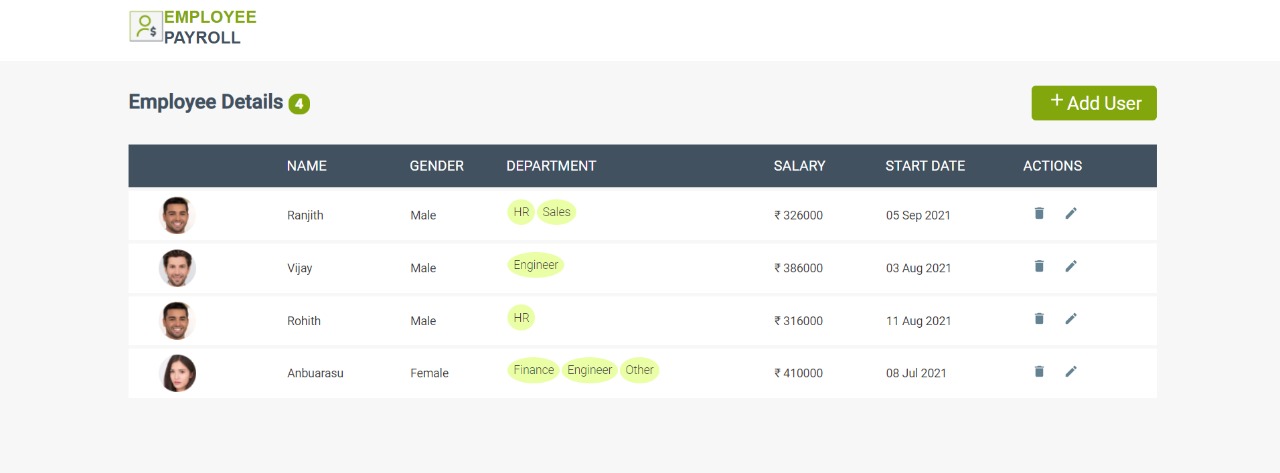 EMPLOYEE
PAYROLL
Employee Details 4
+ Add User
NAME GENDER DEPARTMENT SALARY START DATE ACTIONS
Ranjith Male HR Sales ₹ 326000 05 Sep 2021
Vijay Male Engineer ₹ 386000 03 Aug 2021
Rohith Male HR ₹ 316000 11 Aug 2021
Anbuarasu Female Finance Engineer Other ₹ 410000 08 Jul 2021